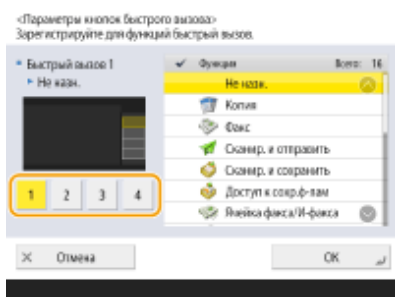 <Параметры кнопок быстрого вызова>
Зарегистрируйте для функций быстрый вызов.
Быстрый вызов 1
Не назн.
Функции Всего: 16
Не назн.
Копия
Факс
Сканир. и отправить
Сканир. и сохранить
Доступ к сохр.ф-лам
Ячейка факса/И-факса
1 2 3 4
Отмена
OK